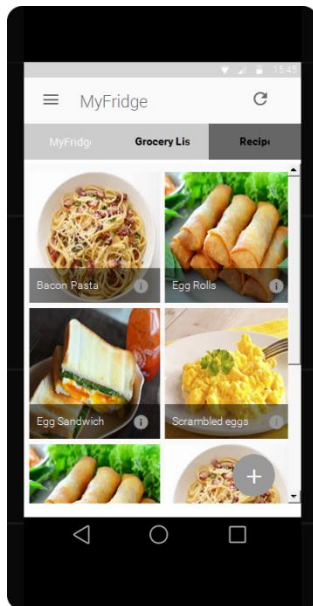 15:45
MyFridge
MyFridg
Grocery Lis
Recip
Bacon Pasta
Egg Rolls
Egg Sandwich
Scrambled eggs